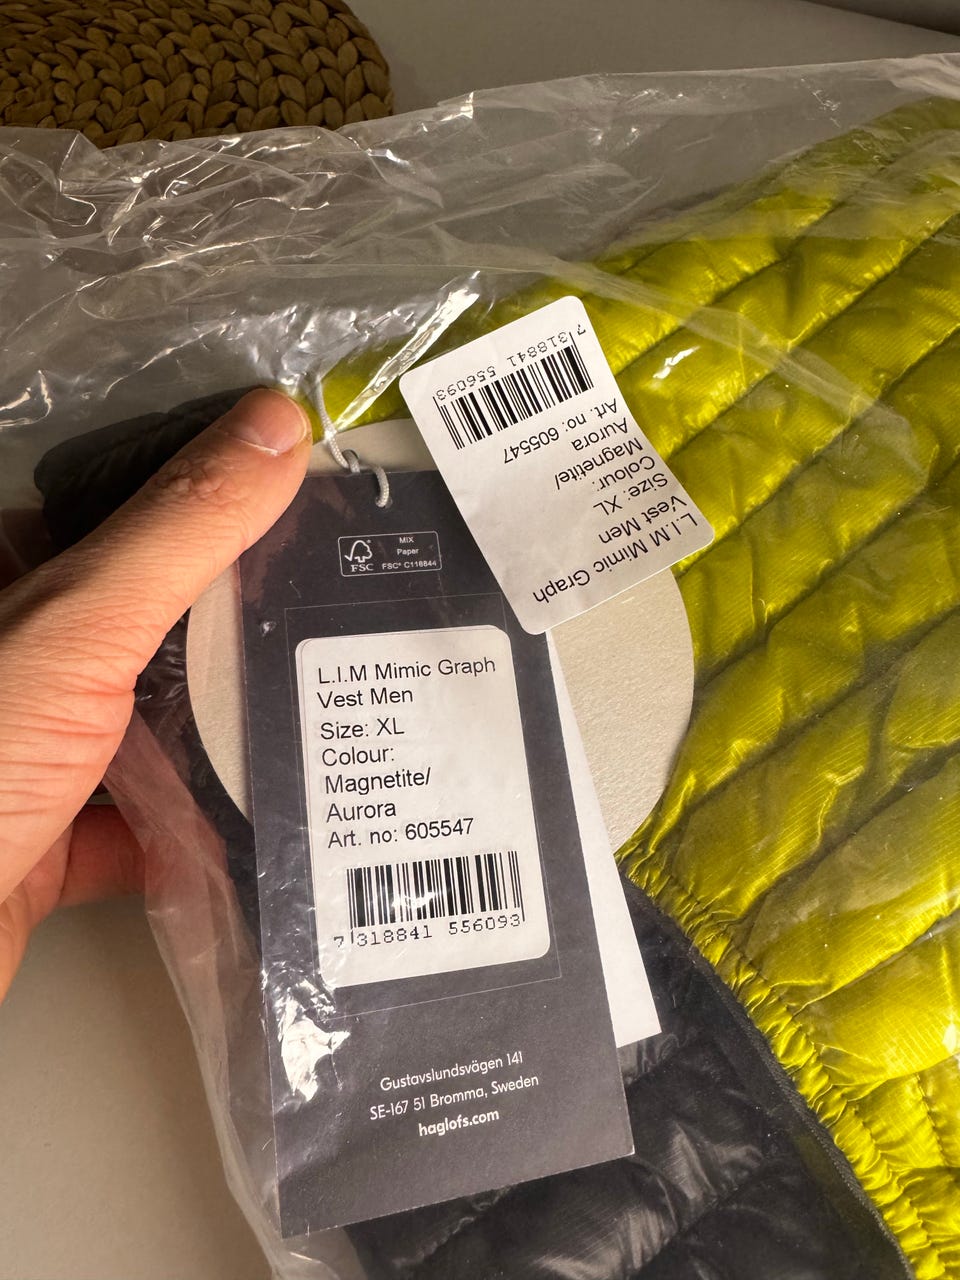 MIX
Paper
FSC® C118844
FSC
L.I.M Mimic Graph
Vest Men
Size: XL
Colour:
Magnetite/
Aurora
Art. no: 605547
7 318841 556093
Gustavslundsvägen 141
SE-167 51 Bromma, Sweden
haglofs.com
L.I.M Mimic Graph
Vest Men
Size: XL
Colour:
Magnetite/
Aurora
Art. no: 605547
7 318841 556093